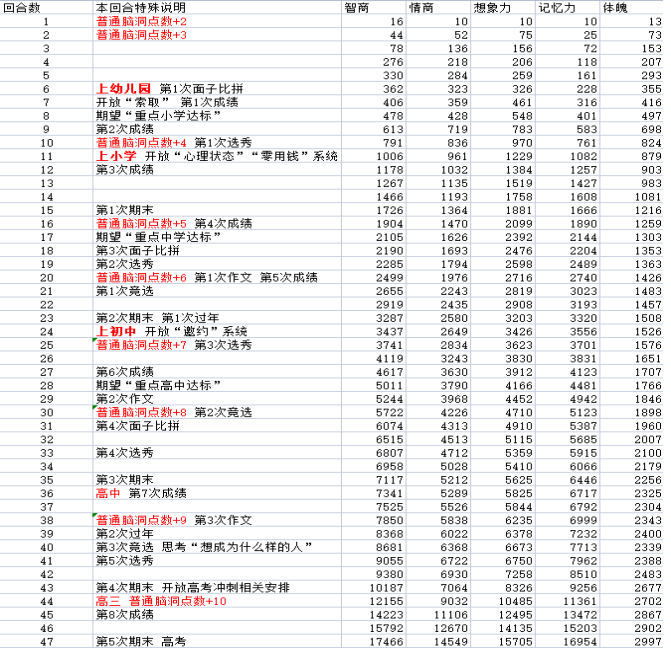 回合数 本回合特殊说明 智商 情商 想象力 记忆力 体魄
1 普通脑洞点数+2 16 10 10 10 13
2 普通脑洞点数+3 44 52 75 25 73
3 78 136 156 72 153
4 276 218 206 118 207
5 330 284 259 161 293
6 上幼儿园 第1次面子比拼 362 323 326 228 355
7 开放“索取” 第1次成绩 406 359 461 316 416
8 期望“重点小学达标” 478 428 548 401 497
9 第2次成绩 613 719 783 583 698
10 普通脑洞点数+4 第1次选秀 791 836 970 761 824
11 上小学 开放“心理状态”“零用钱”系统 1006 961 1229 1082 879
12 第3次成绩 1178 1032 1384 1257 903
13 1267 1135 1519 1427 983
14 1466 1193 1758 1608 1081
15 第1次期末 1726 1364 1881 1666 1216
16 普通脑洞点数+5 第4次成绩 1904 1470 2099 1890 1259
17 期望“重点中学达标” 2105 1626 2392 2144 1303
18 第3次面子比拼 2190 1693 2476 2204 1353
19 第2次选秀 2285 1794 2598 2489 1363
20 普通脑洞点数+6 第1次作文 第5次成绩 2499 1976 2716 2740 1426
21 第1次竞选 2655 2243 2819 3023 1483
22 2919 2435 2908 3193 1457
23 第2次期末 第1次过年 3287 2580 3203 3320 1508
24 上初中 开放“邀约”系统 3437 2649 3426 3556 1526
25 普通脑洞点数+7 第3次选秀 3741 2834 3623 3701 1576
26 4119 3243 3830 3831 1651
27 第6次成绩 4617 3630 3912 4123 1707
28 期望“重点高中达标” 5011 3790 4166 4481 1766
29 第2次作文 5244 3968 4452 4942 1846
30 普通脑洞点数+8 第2次竞选 5722 4226 4710 5123 1898
31 第4次面子比拼 6074 4313 4910 5387 1960
32 6515 4513 5115 5685 2007
33 第4次选秀 6807 4712 5359 5915 2100
34 6958 5028 5410 6066 2179
35 第3次期末 7117 5212 5625 6446 2256
36 高中 第7次成绩 7341 5289 5825 6717 2325
37 7525 5526 5844 6792 2304
38 普通脑洞点数+9 第3次作文 7850 5838 6235 6999 2343
39 第2次过年 8368 6022 6378 7232 2400
40 第3次竞选 思考“想成为什么样的人” 8681 6368 6673 7713 2339
41 第5次选秀 9055 6722 6750 7962 2388
42 9380 6930 7258 8510 2483
43 第4次期末 开放高考冲刺相关安排 10187 7064 8326 9256 2677
44 高三 普通脑洞点数+10 12155 9032 10485 11361 2702
45 第8次成绩 14223 11106 12495 13472 2867
46 15792 12670 14135 15203 2902
47 第5次期末 高考 17466 14549 15705 16954 2997